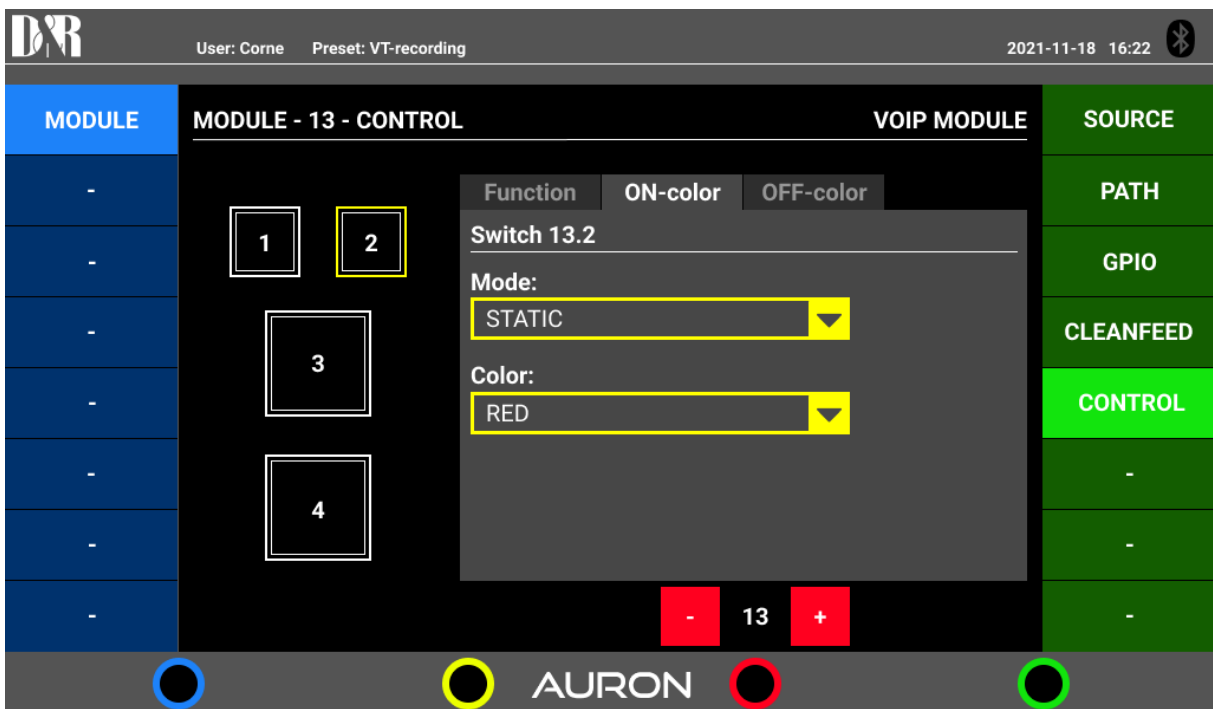 D&R
User: Corne Preset: VT-recording 2021-11-18 16:22
MODULE
-
-
-
-
-
-
-
MODULE - 13 - CONTROL VOIP MODULE
1 2
3
4
Function ON-color OFF-color
Switch 13.2
Mode:
STATIC
Color:
RED
- 13 +
SOURCE
PATH
GPIO
CLEANFEED
CONTROL
-
-
-
AURON